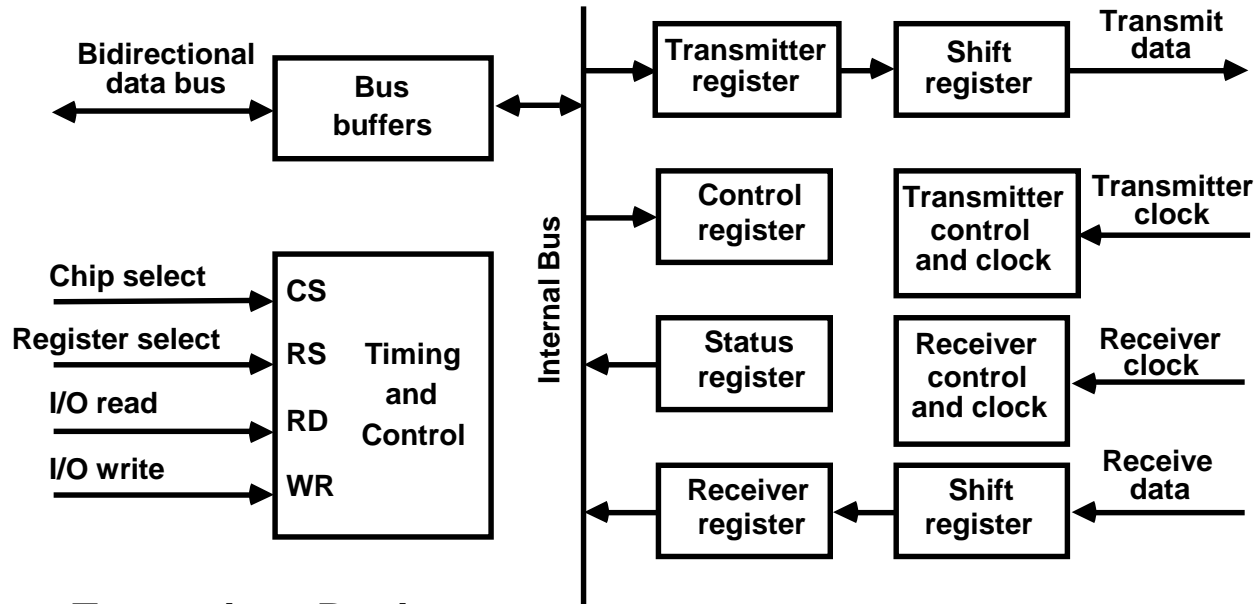 Bidirectional
data bus
Bus
buffers
Transmitter
register
Shift
register
Transmit
data
Control
register
Transmitter
control
and clock
Transmitter
clock
Internal Bus
Chip select
Register select
I/O read
I/O write
CS
RS
RD
WR
Timing
and
Control
Status
register
Receiver
control
and clock
Receiver
clock
Receiver
register
Shift
register
Receive
data